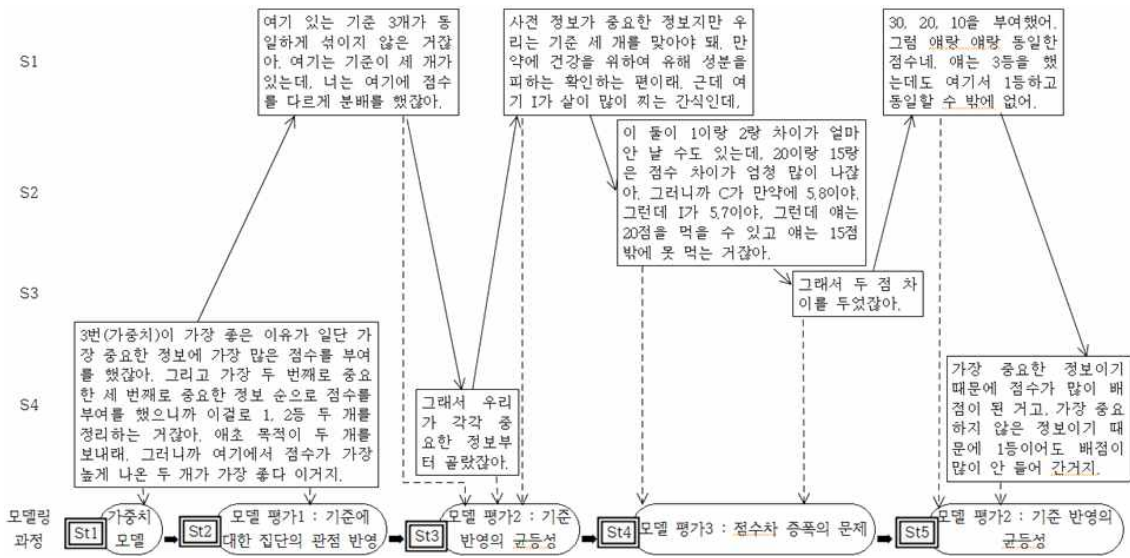 S1
S2
S3
S4
여기 있는 기준 3개가 동
일하게 섞이지 않은 거잖
아. 여기는 기준이 세 개가
있는데, 너는 여기에 점수
를 다르게 분배를 했잖아.
사전 정보가 중요한 정보지만 우
리는 기준 세 개를 맞아야 돼. 만
약에 건강을 위하여 유해 성분을
피하는 확인하는 편이래. 근데 여
기 I가 살이 많이 찌는 간식인데.
30, 20, 10을 부여했어.
그럼 얘랑 얘랑 동일한
점수네. 얘는 3등을 했
는데도 여기서 1등하고
동일할 수 밖에 없어.
이 둘이 1이랑 2랑 차이가 얼마
안 날 수도 있는데, 20이랑 15랑
은 점수 차이가 엄청 많이 나잖
아. 그러니까 C가 만약에 5.8이야.
그런데 I가 5.7이야. 그런데 얘는
20점을 먹을 수 있고 얘는 15점
밖에 못 먹는 거잖아.
그래서 두 점 차
이를 두었잖아.
3번(가중치)이 가장 좋은 이유가 일단 가
장 중요한 정보에 가장 많은 점수를 부여
를 했잖아. 그리고 가장 두 번째로 중요
한 세 번째로 중요한 정보 순으로 점수를
부여를 했으니까 이걸로 1, 2등 두 개를
정리하는 거잖아. 애초 목적이 두 개를
보내래. 그러니까 여기에서 점수가 가장
높게 나온 두 개가 가장 좋다 이거지.
그래서 우리
가 각각 중
요한 정보부
터 골랐잖아.
가장 중요한 정보이기
때문에 점수가 많이 배
점이 된 거고, 가장 중요
하지 않은 정보이기 때
문에 1등이어도 배점이
많이 안 들어 간거지.
모델링
과정
St1
가중치
모델
St2
모델 평가1 : 기준에
대한 집단의 관점 반영
St3
모델 평가2 : 기준
반영의 균등성
St4
모델 평가3 : 점수차 증폭의 문제
St5
모델 평가2 : 기준 반영의
균등성